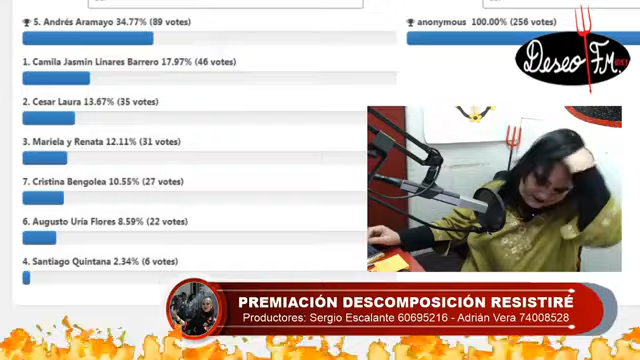 5. Andrés Aramayo 34.77% (89 votes)
1. Camila Jasmin Linares Barrero 17.97% (46 votes)
2. Cesar Laura 13.67% (35 votes)
3. Mariela y Renata 12.11% (31 votes)
7. Cristina Bengolea 10.55% (27 votes)
6. Augusto Uría Flores 8.59% (22 votes)
4. Santiago Quintana 2.34% (6 votes)
anonymous 100.00% (256 votes)
Deseo F.M.
PREMIACIÓN DESCOMPOSICIÓN RESISTIRÉ
Productores: Sergio Escalante 60695216 - Adrián Vera 74008528